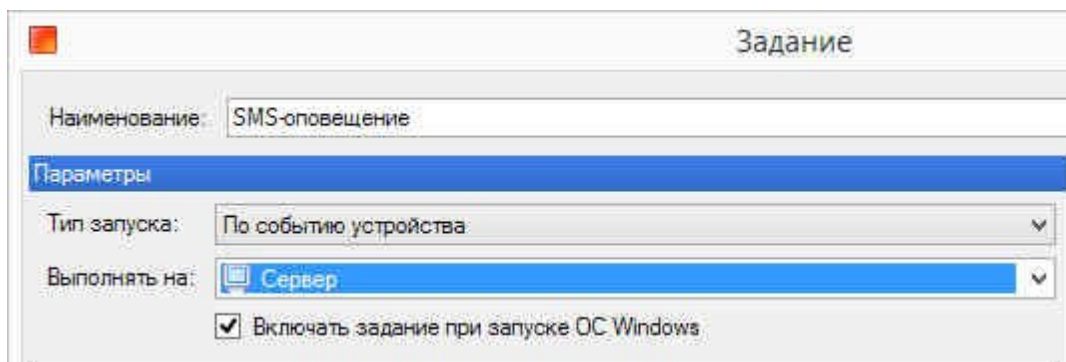 Задание
Наименование: SMS-оповещение
Параметры
Тип запуска: По событию устройства
Выполнять на: Сервер
Включать задание при запуске ОС Windows